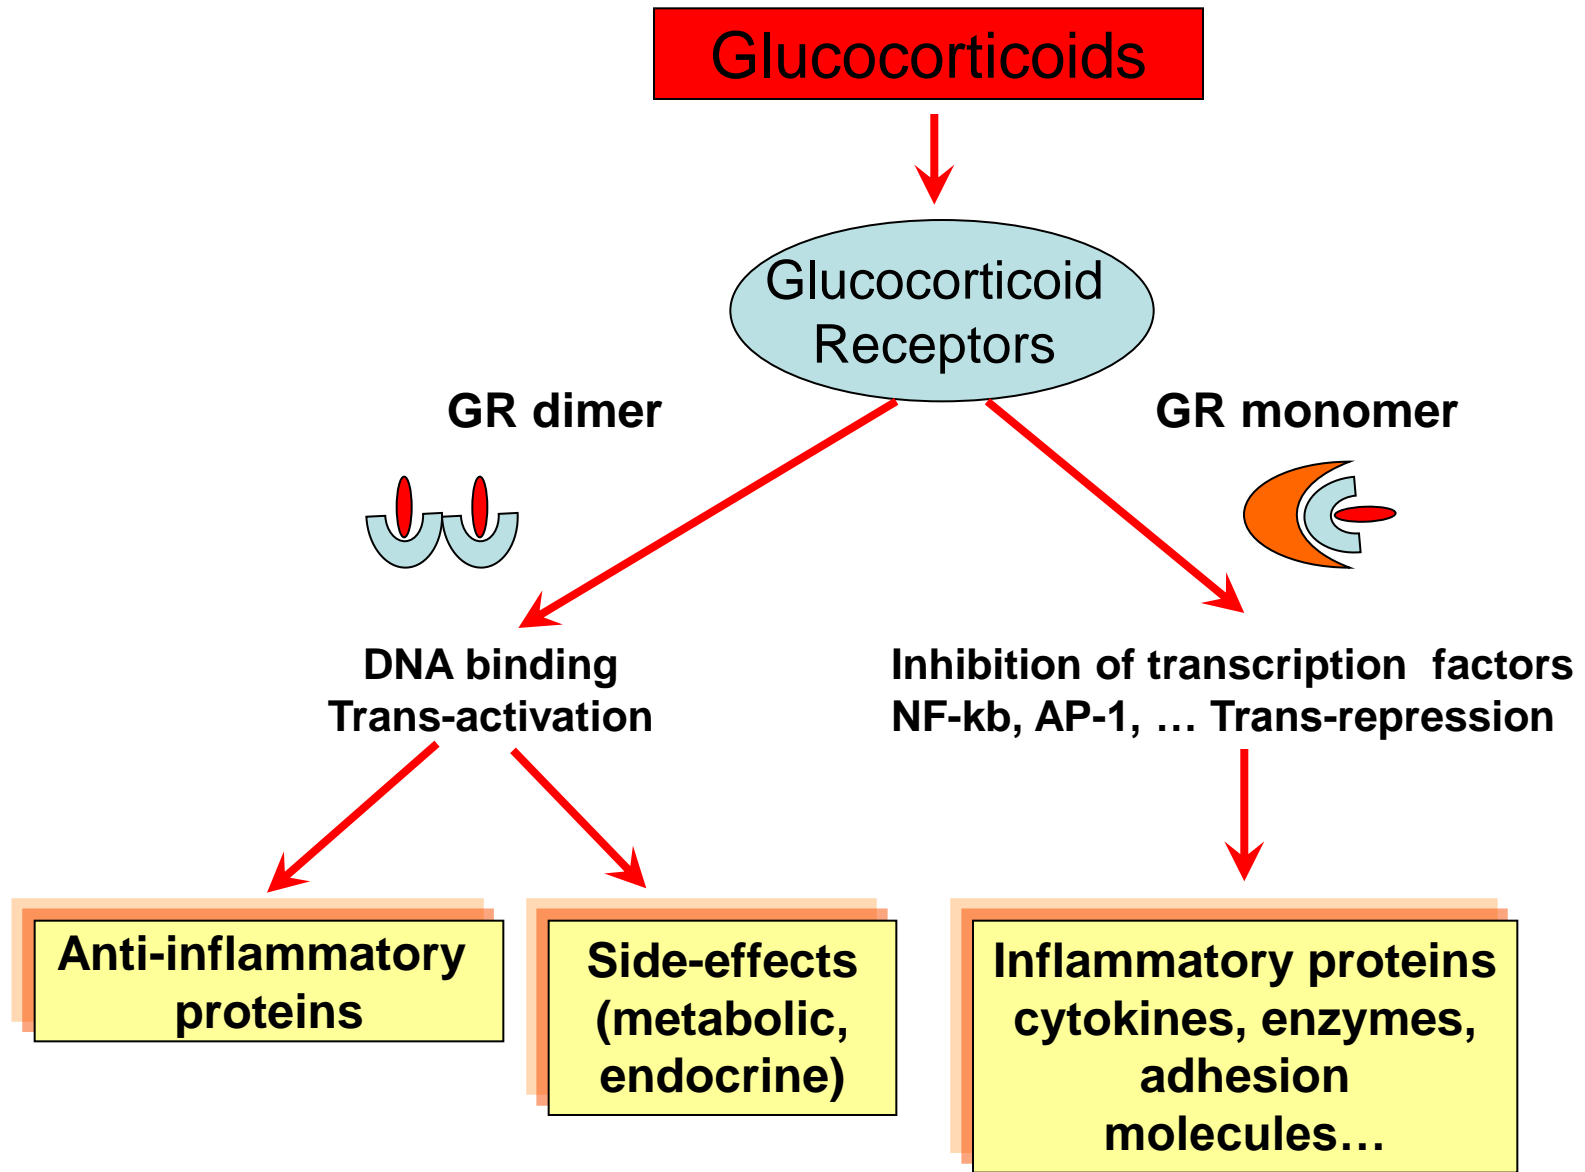 Glucocorticoids
Glucocorticoid
Receptors
GR dimer
GR monomer
DNA binding
Trans-activation
Inhibition of transcription factors
NF-kb, AP-1, … Trans-repression
Anti-inflammatory
proteins
Side-effects
(metabolic,
endocrine)
Inflammatory proteins
cytokines, enzymes,
adhesion
molecules…